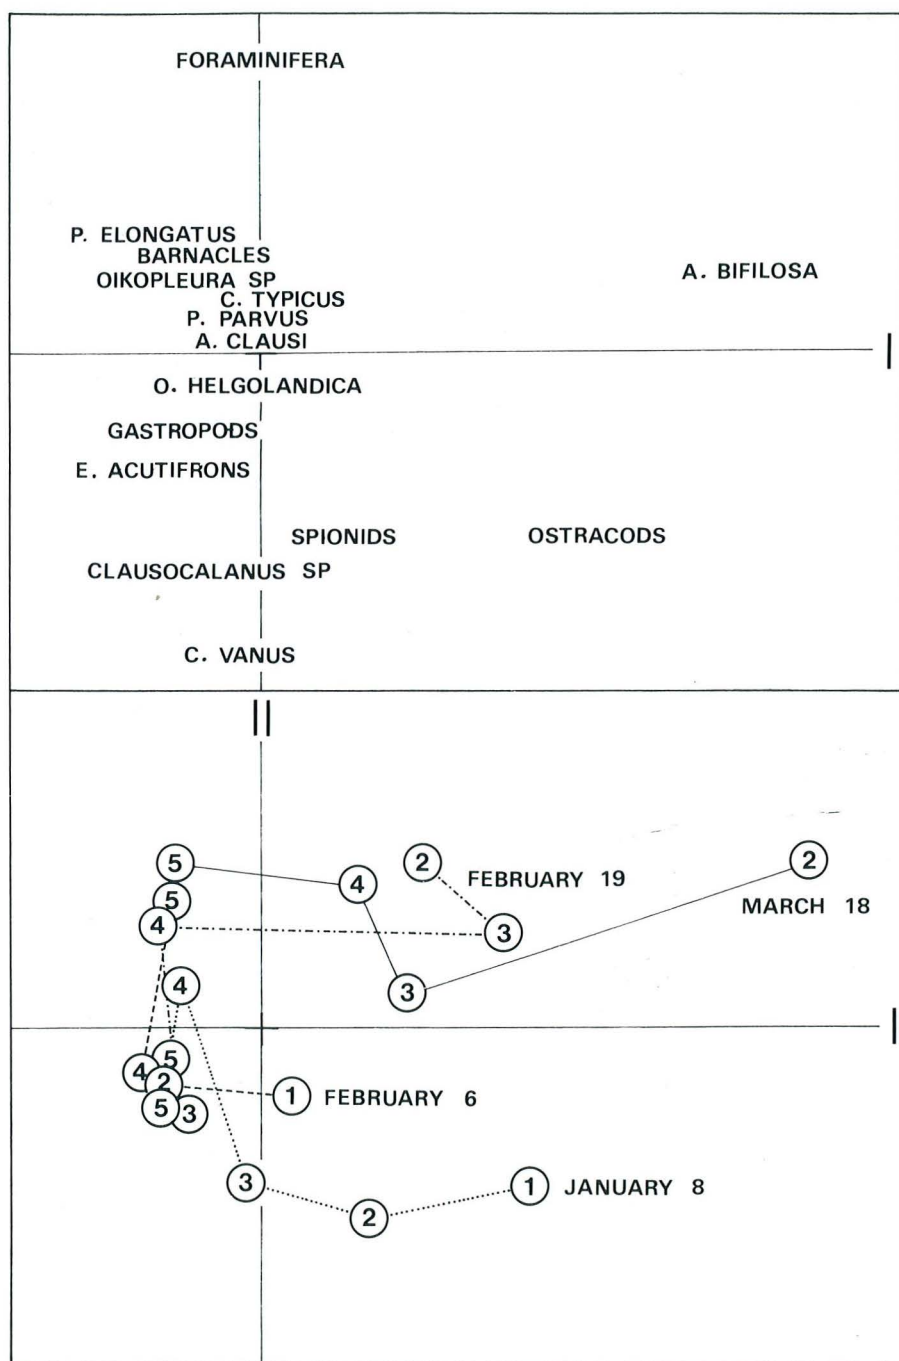 FORAMINIFERA
P. ELONGATUS
BARNACLES
A. BIFILOSA
OIKOPLEURA SP
C. TYPICUS
P. PARVUS
A. CLAUSI
I
O. HELGOLANDICA
GASTROPODS
E. ACUTIFRONS
SPIONIDS OSTRACODS
CLAUSOCALANUS SP
C. VANUS
II
5 2
4 FEBRUARY 19
2
5
MARCH 18
4 3
4 3
I
5
4
2
1 FEBRUARY 6
5 3
3 1 JANUARY 8
2